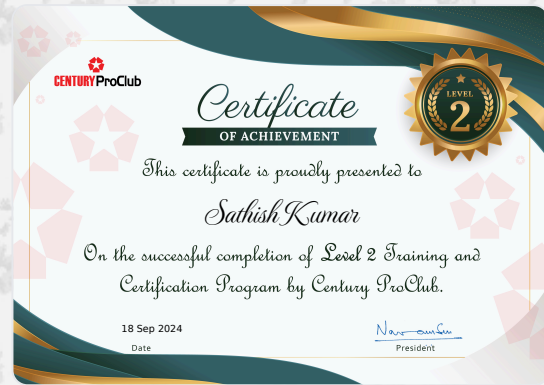 CENTURY ProClub
LEVEL
2
Certificate
OF ACHIEVEMENT
This certificate is proudly presented to
Sathish Kumar
On the successful completion of Level 2 Training and
Certification Program by Century ProClub.
18 Sep 2024
Date
President